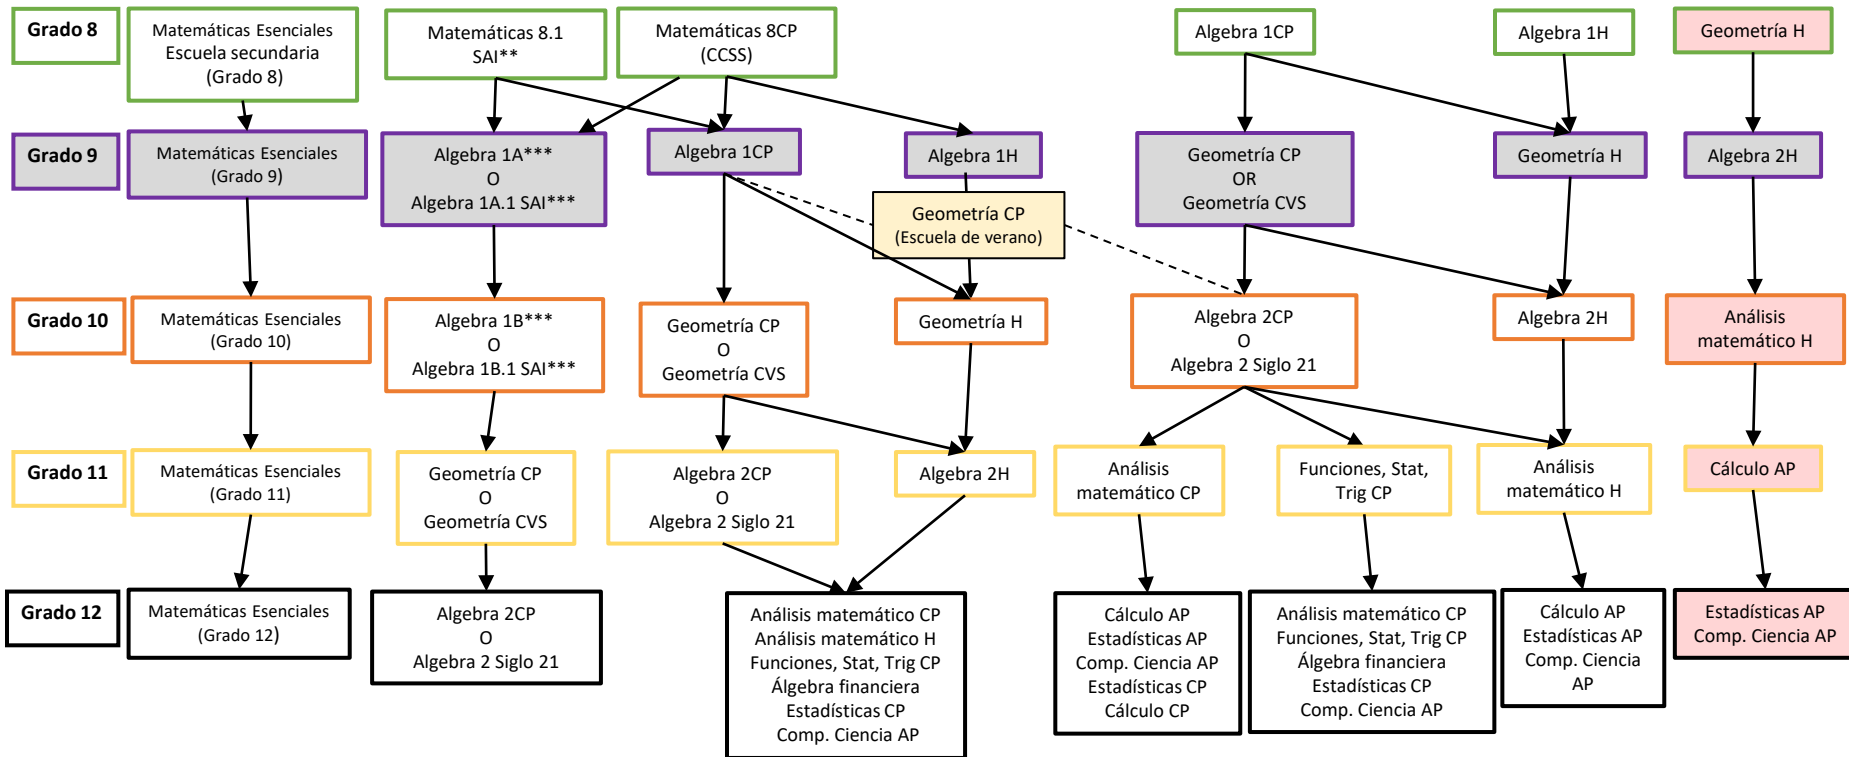 Grado 8
Matemáticas Esenciales
Escuela secundaria
(Grado 8)
Matemáticas 8.1
SAI**
Matemáticas 8CP
(CCSS)
Algebra 1CP
Algebra 1H
Geometría H
Grado 9
Matemáticas Esenciales
(Grado 9)
Algebra 1A***
O
Algebra 1A.1 SAI***
Algebra 1CP
Algebra 1H
Geometría CP
OR
Geometría CVS
Geometría H
Algebra 2H
Geometría CP
(Escuela de verano)
Grado 10
Matemáticas Esenciales
(Grado 10)
Algebra 1B***
O
Algebra 1B.1 SAI***
Geometría CP
O
Geometría CVS
Geometría H
Algebra 2CP
O
Algebra 2 Siglo 21
Algebra 2H
Análisis
matemático H
Grado 11
Matemáticas Esenciales
(Grado 11)
Geometría CP
O
Geometría CVS
Algebra 2CP
O
Algebra 2 Siglo 21
Algebra 2H
Análisis
matemático CP
Funciones, Stat,
Trig CP
Análisis
matemático H
Cálculo AP
Grado 12
Matemáticas Esenciales
(Grado 12)
Algebra 2CP
O
Algebra 2 Siglo 21
Análisis matemático CP
Análisis matemático H
Funciones, Stat, Trig CP
Álgebra financiera
Estadísticas CP
Comp. Ciencia AP
Cálculo AP
Estadísticas AP
Comp. Ciencia AP
Estadísticas CP
Cálculo CP
Análisis matemático CP
Funciones, Stat, Trig CP
Álgebra financiera
Estadísticas CP
Comp. Ciencia AP
Cálculo AP
Estadísticas AP
Comp. Ciencia
AP
Estadísticas AP
Comp. Ciencia AP